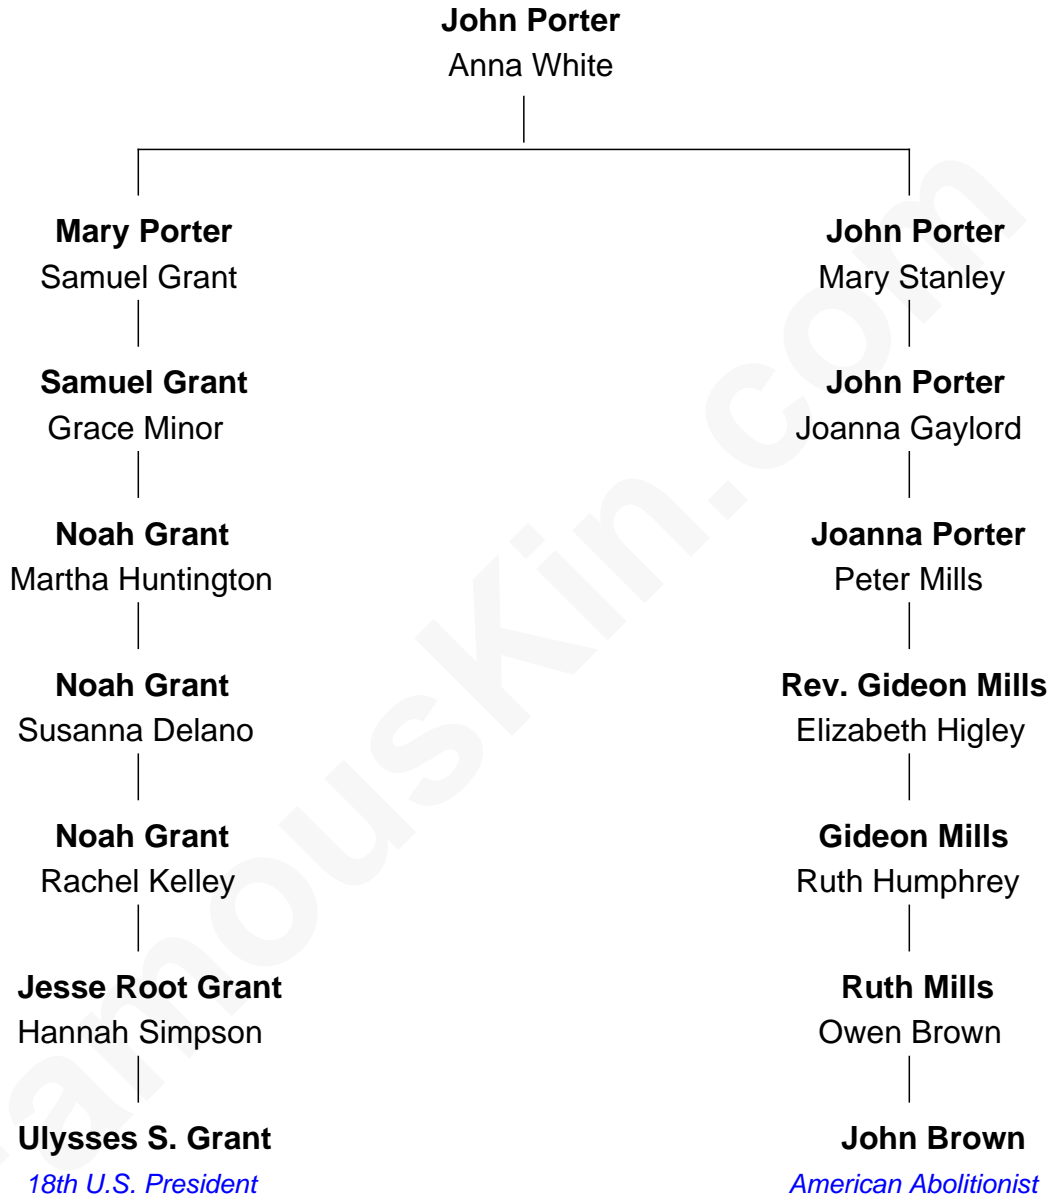 John Porter
Anna White
Mary Porter
Samuel Grant
John Porter
Mary Stanley
Samuel Grant
Grace Minor
John Porter
Joanna Gaylord
Noah Grant
Martha Huntington
Joanna Porter
Peter Mills
Noah Grant
Susanna Delano
Rev. Gideon Mills
Elizabeth Higley
Noah Grant
Rachel Kelley
Gideon Mills
Ruth Humphrey
Jesse Root Grant
Hannah Simpson
Ruth Mills
Owen Brown
Ulysses S. Grant
18th U.S. President
John Brown
American Abolitionist
amousKin.com